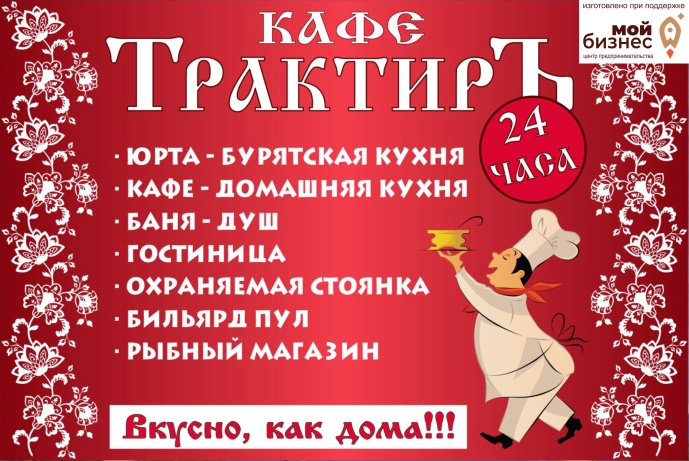 изготовлено при поддержке
мой
бизнес
центр предпринимательства
КАФЕ
ТРАКТИРЪ
24
ЧАСА
· ЮРТА - БУРЯТСКАЯ КУХНЯ
· КАФЕ - ДОМАШНЯЯ КУХНЯ
· БАНЯ - ДУШ
· ГОСТИНИЦА
· ОХРАНЯЕМАЯ СТОЯНКА
· БИЛЬЯРД ПУЛ
· РЫБНЫЙ МАГАЗИН
Вкусно, как дома!!!